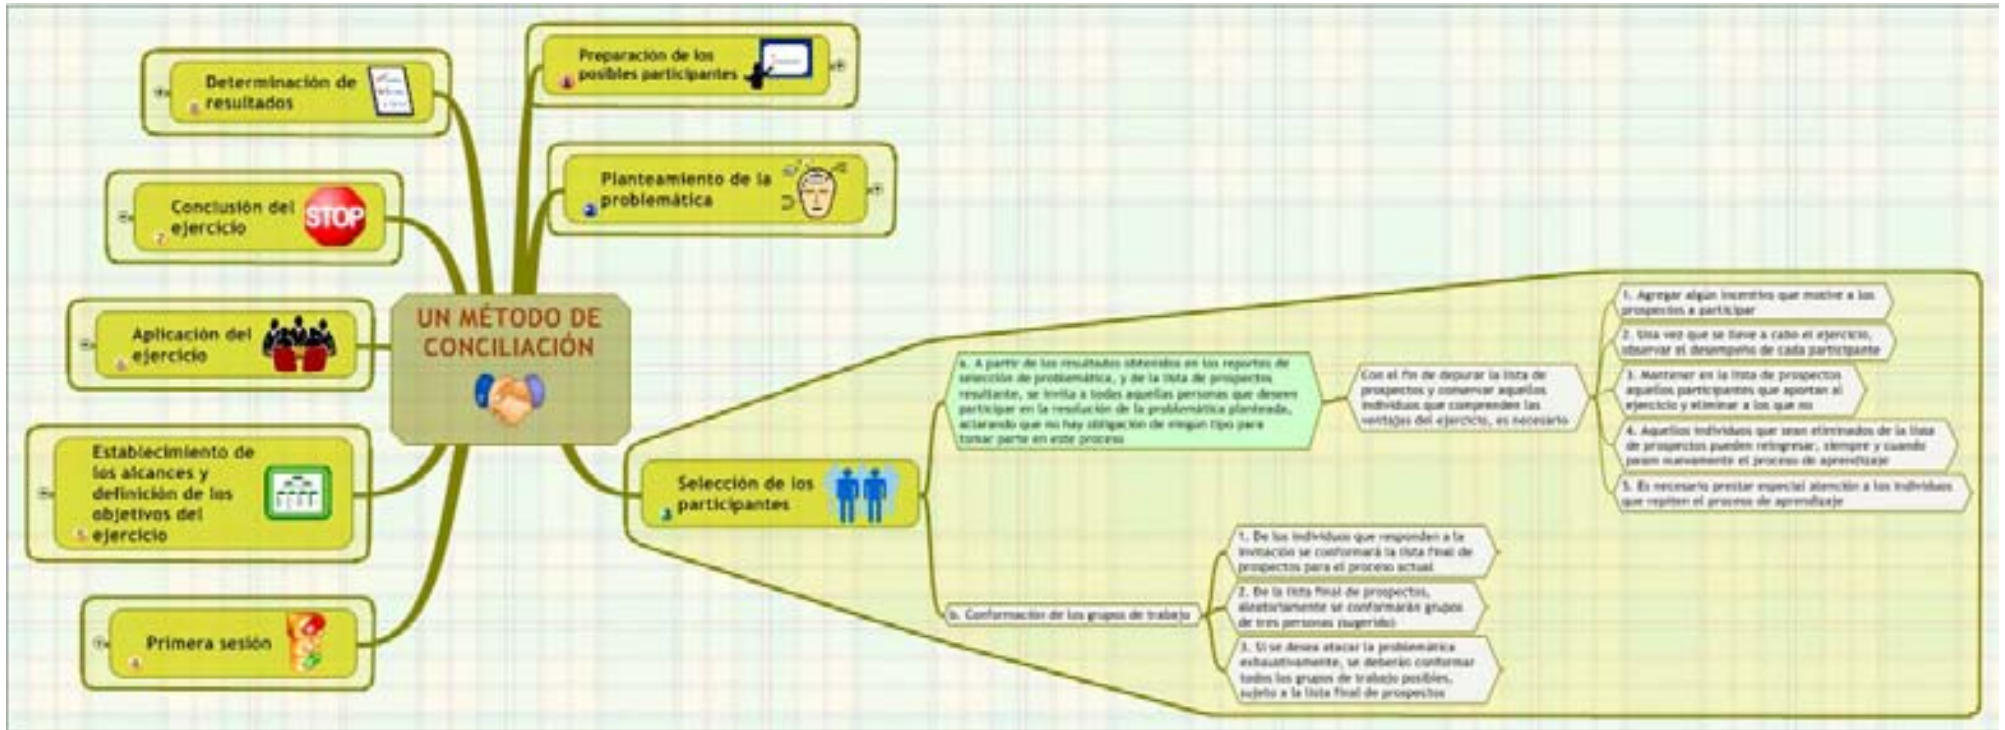 UN MÉTODO DE
CONCILIACIÓN
Preparación de los
posibles participantes
1
Planteamiento de la
problemática
2
Selección de los
participantes
3
a. A partir de los resultados obtenidos en los reportes de
selección de problemática, y de la lista de prospectos
resultante, se invita a todas aquellas personas que deseen
participar en la resolución de la problemática planteada,
aclarando que no hay obligación de ningún tipo para
tomar parte en este proceso
Con el fin de depurar la lista de
prospectos y conservar aquellos
individuos que comprenden las
ventajas del ejercicio, es necesario
1. Agregar algún incentivo que motive a los
prospectos a participar
2. Una vez que se lleve a cabo el ejercicio,
observar el desempeño de cada participante
3. Mantener en la lista de prospectos
aquellos participantes que aportan al
ejercicio y eliminar a los que no
4. Aquellos individuos que sean eliminados de la lista
de prospectos pueden reingresar, siempre y cuando
pasen nuevamente el proceso de aprendizaje
5. Es necesario prestar especial atención a los individuos
que repiten el proceso de aprendizaje
b. Conformación de los grupos de trabajo
1. De los individuos que respondan a la
invitación se conformará la lista final de
prospectos para el proceso actual
2. De la lista final de prospectos,
aleatoriamente se conformarán grupos
de tres personas (sugerido)
3. Si se desea atacar la problemática
exhaustivamente, se deberán conformar
todos los grupos de trabajo posibles,
sujeto a la lista final de prospectos
Primera sesión
4
Establecimiento de
los alcances y
definición de los
objetivos del
ejercicio
5
Aplicación del
ejercicio
6
Conclusión del
ejercicio
7
STOP
Determinación de
resultados
8